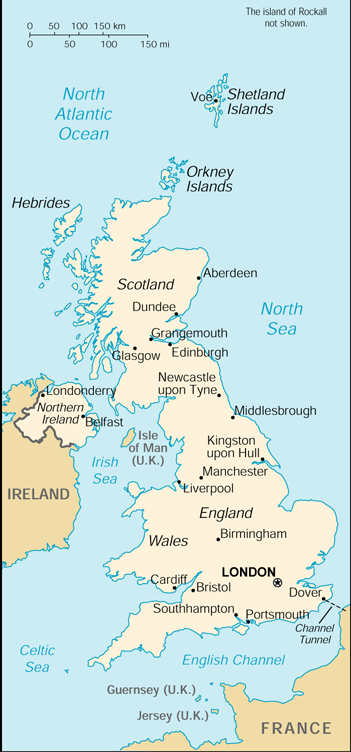 0 50 100 150 km
0 50 100 150 mi
The island of Rockall
not shown.
North
Atlantic
Ocean
Voe
Shetland
Islands
Orkney
Islands
Hebrides
Aberdeen
Scotland
Dundee
North
Sea
Grangemouth
Glasgow
Edinburgh
Newcastle
upon Tyne
Londonderry
Northern
Ireland
Belfast
Middlesbrough
Isle
of Man
(U.K.)
Kingston
upon Hull
Irish
Sea
Manchester
Liverpool
IRELAND
England
Birmingham
Wales
LONDON
Cardiff
Bristol
Dover
Southhampton
Portsmouth
Channel
Tunnel
Celtic
Sea
English Channel
Guernsey (U.K.)
Jersey (U.K.)
FRANCE